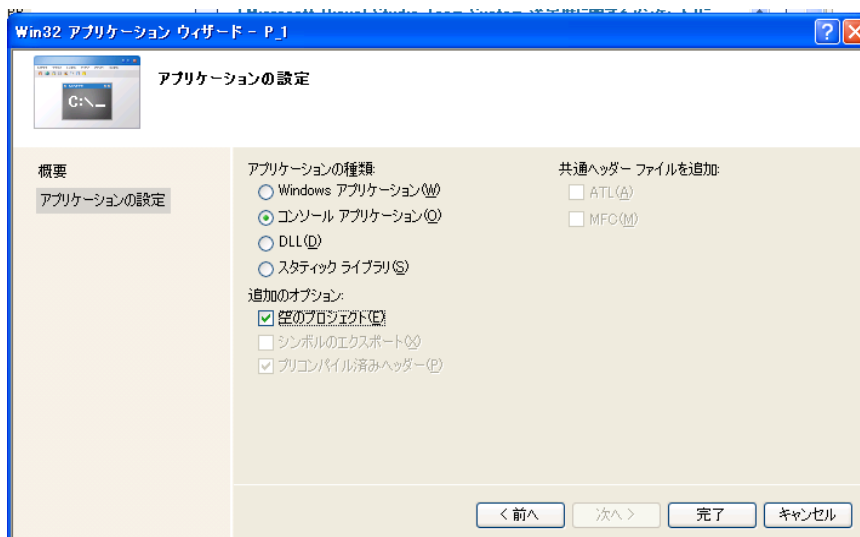 Win32 アプリケーション ウィザード - P_1
C:\_
アプリケーションの設定
概要
アプリケーションの設定
アプリケーションの種類:
Windows アプリケーション(W)
コンソール アプリケーション(O)
DLL(D)
スタティック ライブラリ(S)
追加のオプション:
空のプロジェクト(E)
シンボルのエクスポート(X)
プリコンパイル済みヘッダー(P)
共通ヘッダー ファイルを追加:
ATL(A)
MFC(M)
< 前へ
次へ >
完了
キャンセル